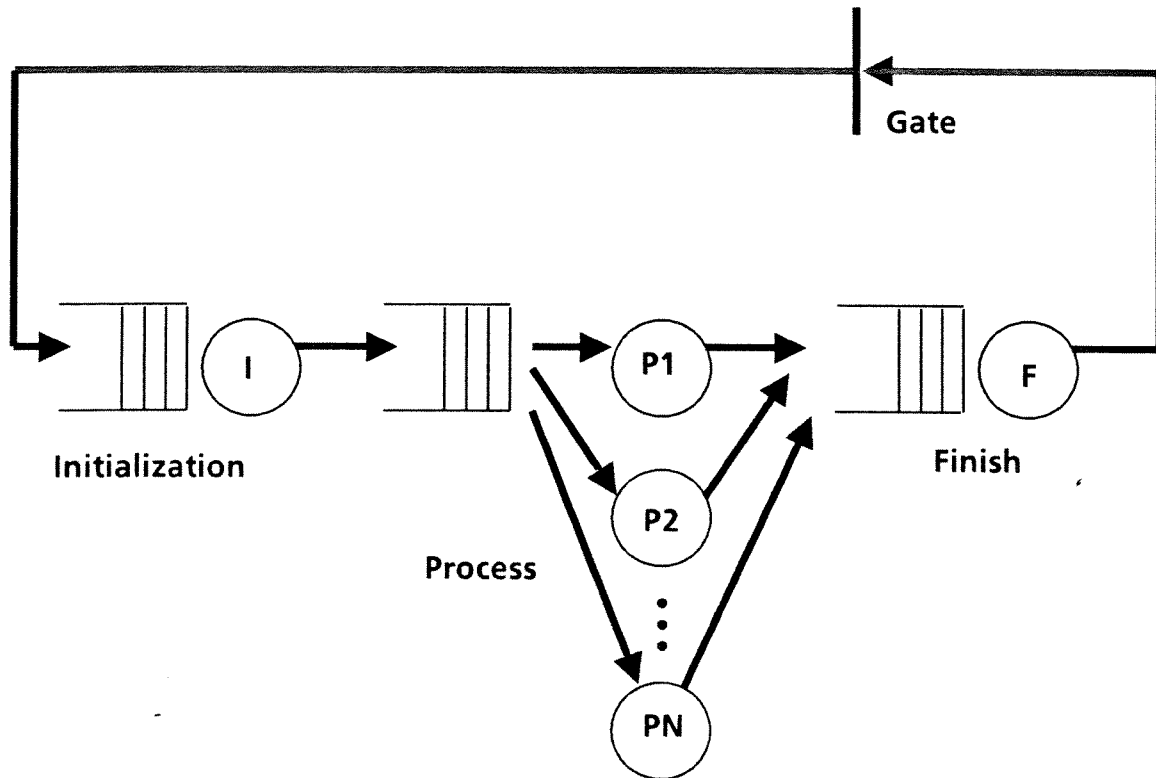 Gate
I
P1
F
Initialization
Finish
P2
Process
PN